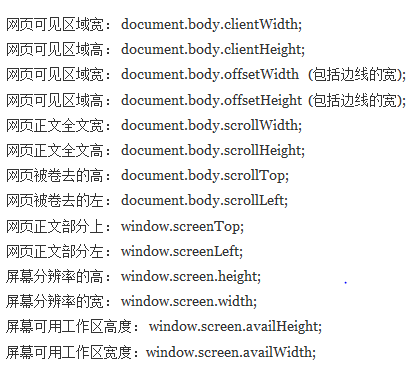 网页可见区域宽：document.body.clientWidth;
网页可见区域高：document.body.clientHeight;
网页可见区域宽：document.body.offsetWidth (包括边线的宽);
网页可见区域高：document.body.offsetHeight (包括边线的宽);
网页正文全文宽：document.body.scrollWidth;
网页正文全文高：document.body.scrollHeight;
网页被卷去的高：document.body.scrollTop;
网页被卷去的左：document.body.scrollLeft;
网页正文部分上：window.screenTop;
网页正文部分左：window.screenLeft;
屏幕分辨率的高：window.screen.height;
屏幕分辨率的宽：window.screen.width;
屏幕可用工作区高度：window.screen.availHeight;
屏幕可用工作区宽度：window.screen.availWidth;